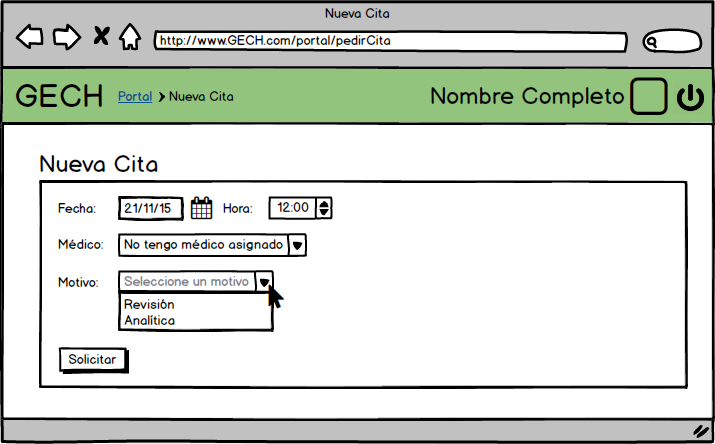 Nueva Cita
http://www.GECH.com/portal/pedirCita
GECH Portal Nueva Cita Nombre Completo
Nueva Cita
Fecha: 21/11/15 Hora: 12:00
Médico: No tengo médico asignado
Motivo: Seleccione un motivo
Revisión
Analítica
Solicitar